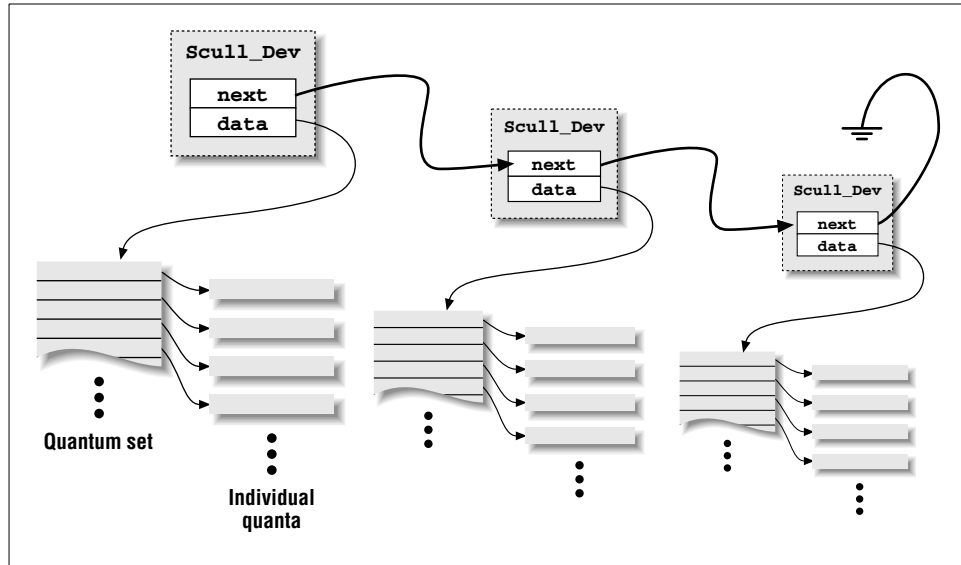 Scull_Dev
next
data
Scull_Dev
next
data
Scull_Dev
next
data
Quantum set
Individual
quanta